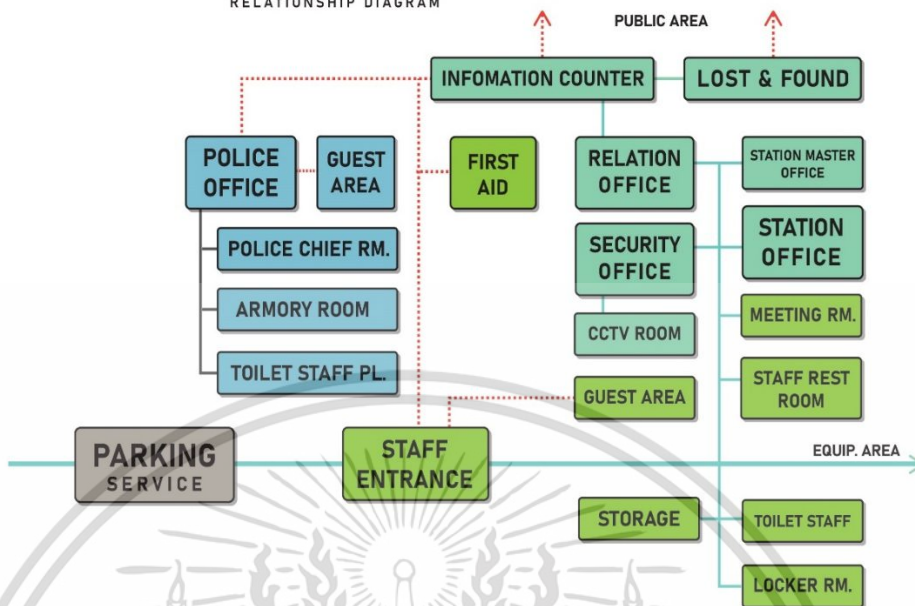 RELATIONSHIP DIAGRAM
PUBLIC AREA
INFOMATION COUNTER
LOST & FOUND
POLICE
OFFICE
GUEST
AREA
FIRST
AID
RELATION
OFFICE
STATION MASTER
OFFICE
POLICE CHIEF RM.
SECURITY
OFFICE
STATION
OFFICE
ARMORY ROOM
CCTV ROOM
MEETING RM.
TOILET STAFF PL.
GUEST AREA
STAFF REST
ROOM
PARKING
SERVICE
STAFF
ENTRANCE
EQUIP. AREA
STORAGE
TOILET STAFF
LOCKER RM.